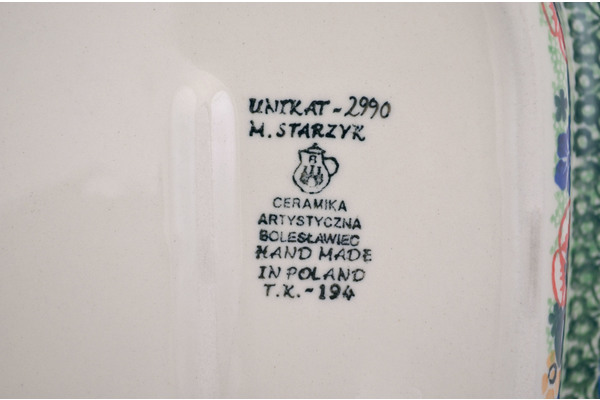 UNIKAT-2990
M. STARZYK
B
CERAMIKA
ARTYSTYCZNA
BOLESŁAWIEC
HAND MADE
IN POLAND
T.K.-194